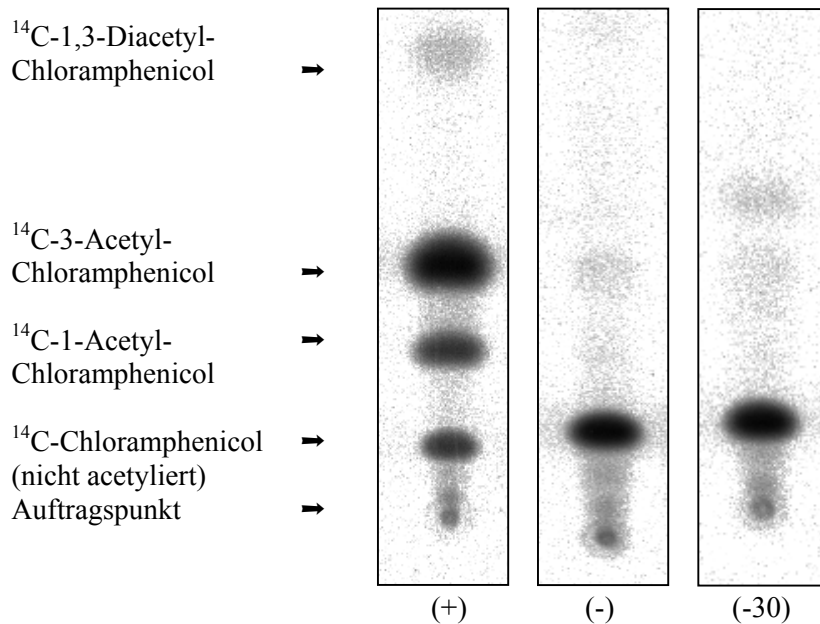 ¹⁴C-1,3-Diacetyl-
Chloramphenicol ➞
¹⁴C-3-Acetyl-
Chloramphenicol ➞
¹⁴C-1-Acetyl- ➞
Chloramphenicol
¹⁴C-Chloramphenicol ➞
(nicht acetyliert)
Auftragspunkt ➞
(+) (-) (-30)